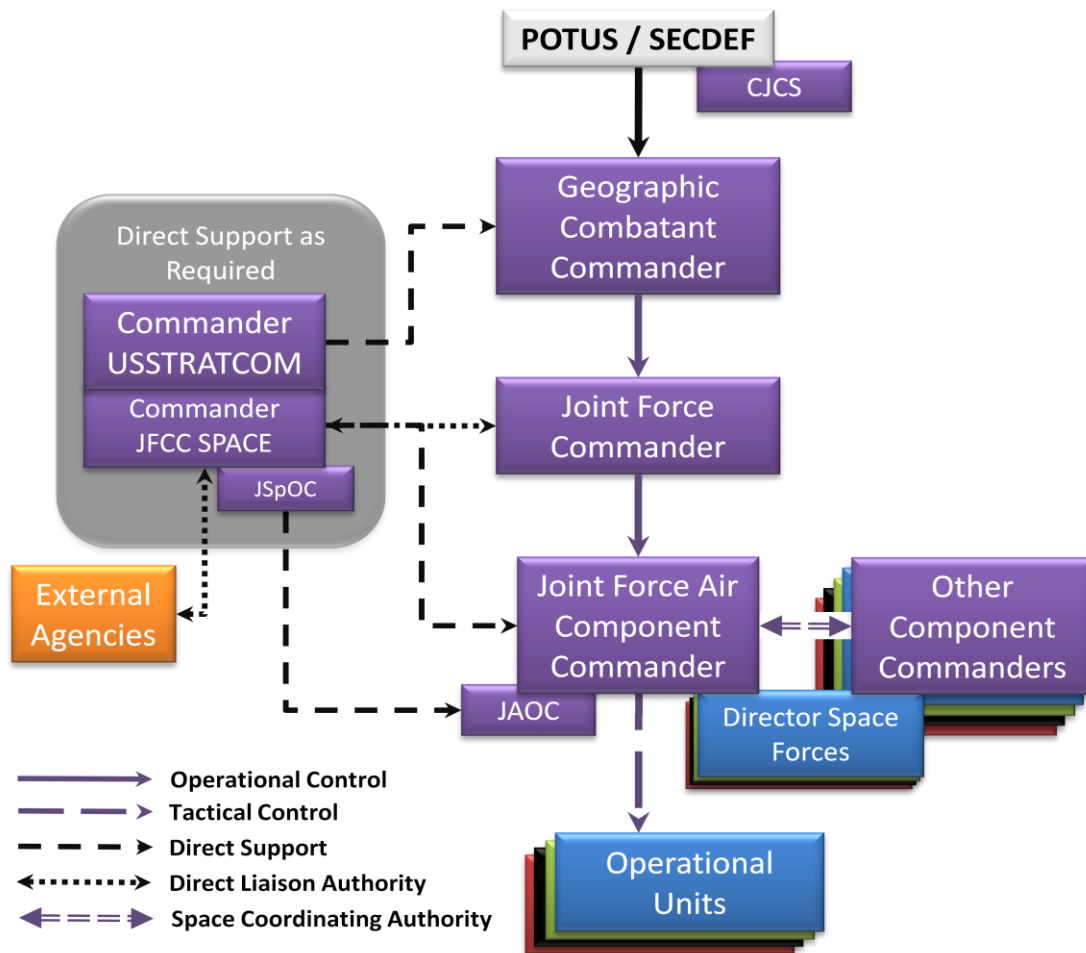 POTUS / SECDEF
CJCS
Geographic
Combatant
Commander
Direct Support as
Required
Commander
USSTRATCOM
Commander
JFCC SPACE
JSpOC
Joint Force
Commander
External
Agencies
Joint Force Air
Component
Commander
JAOC
Other
Component
Commanders
Director Space
Forces
Operational Control
Tactical Control
Direct Support
Direct Liaison Authority
Space Coordinating Authority
Operational
Units